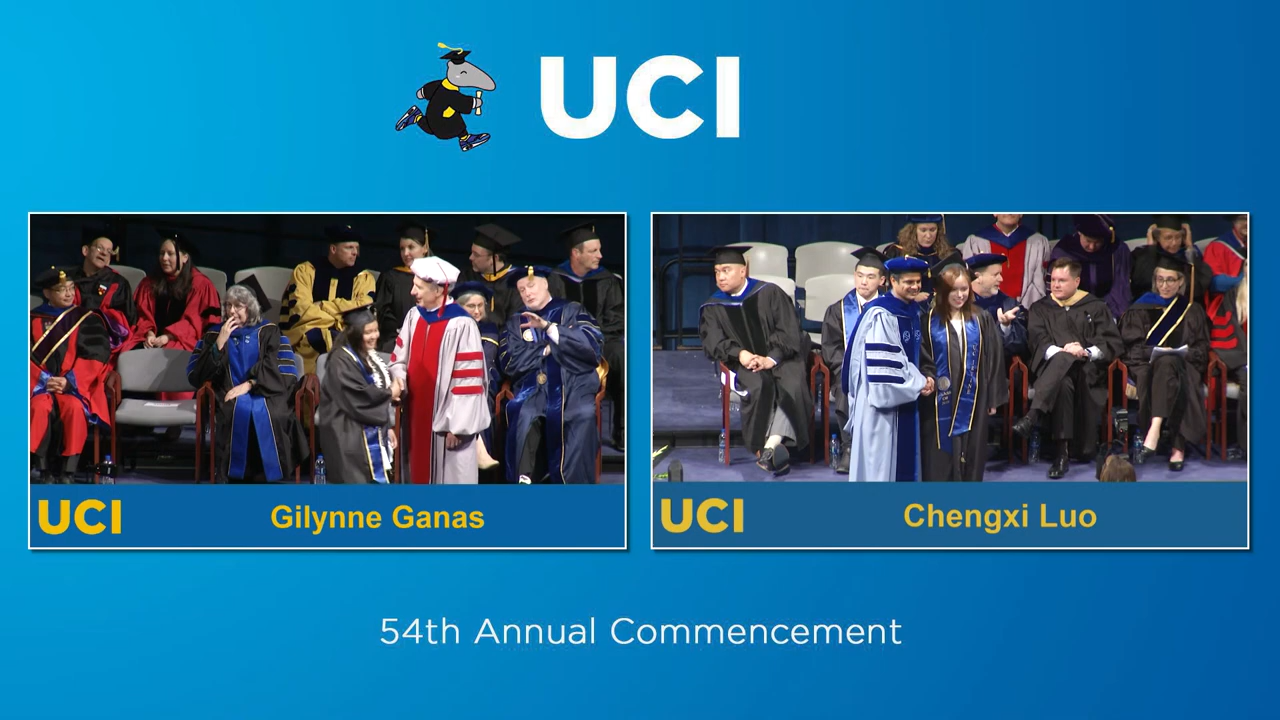 UCI
UCI
Gilynne Ganas
UCI
Chengxi Luo
54th Annual Commencement